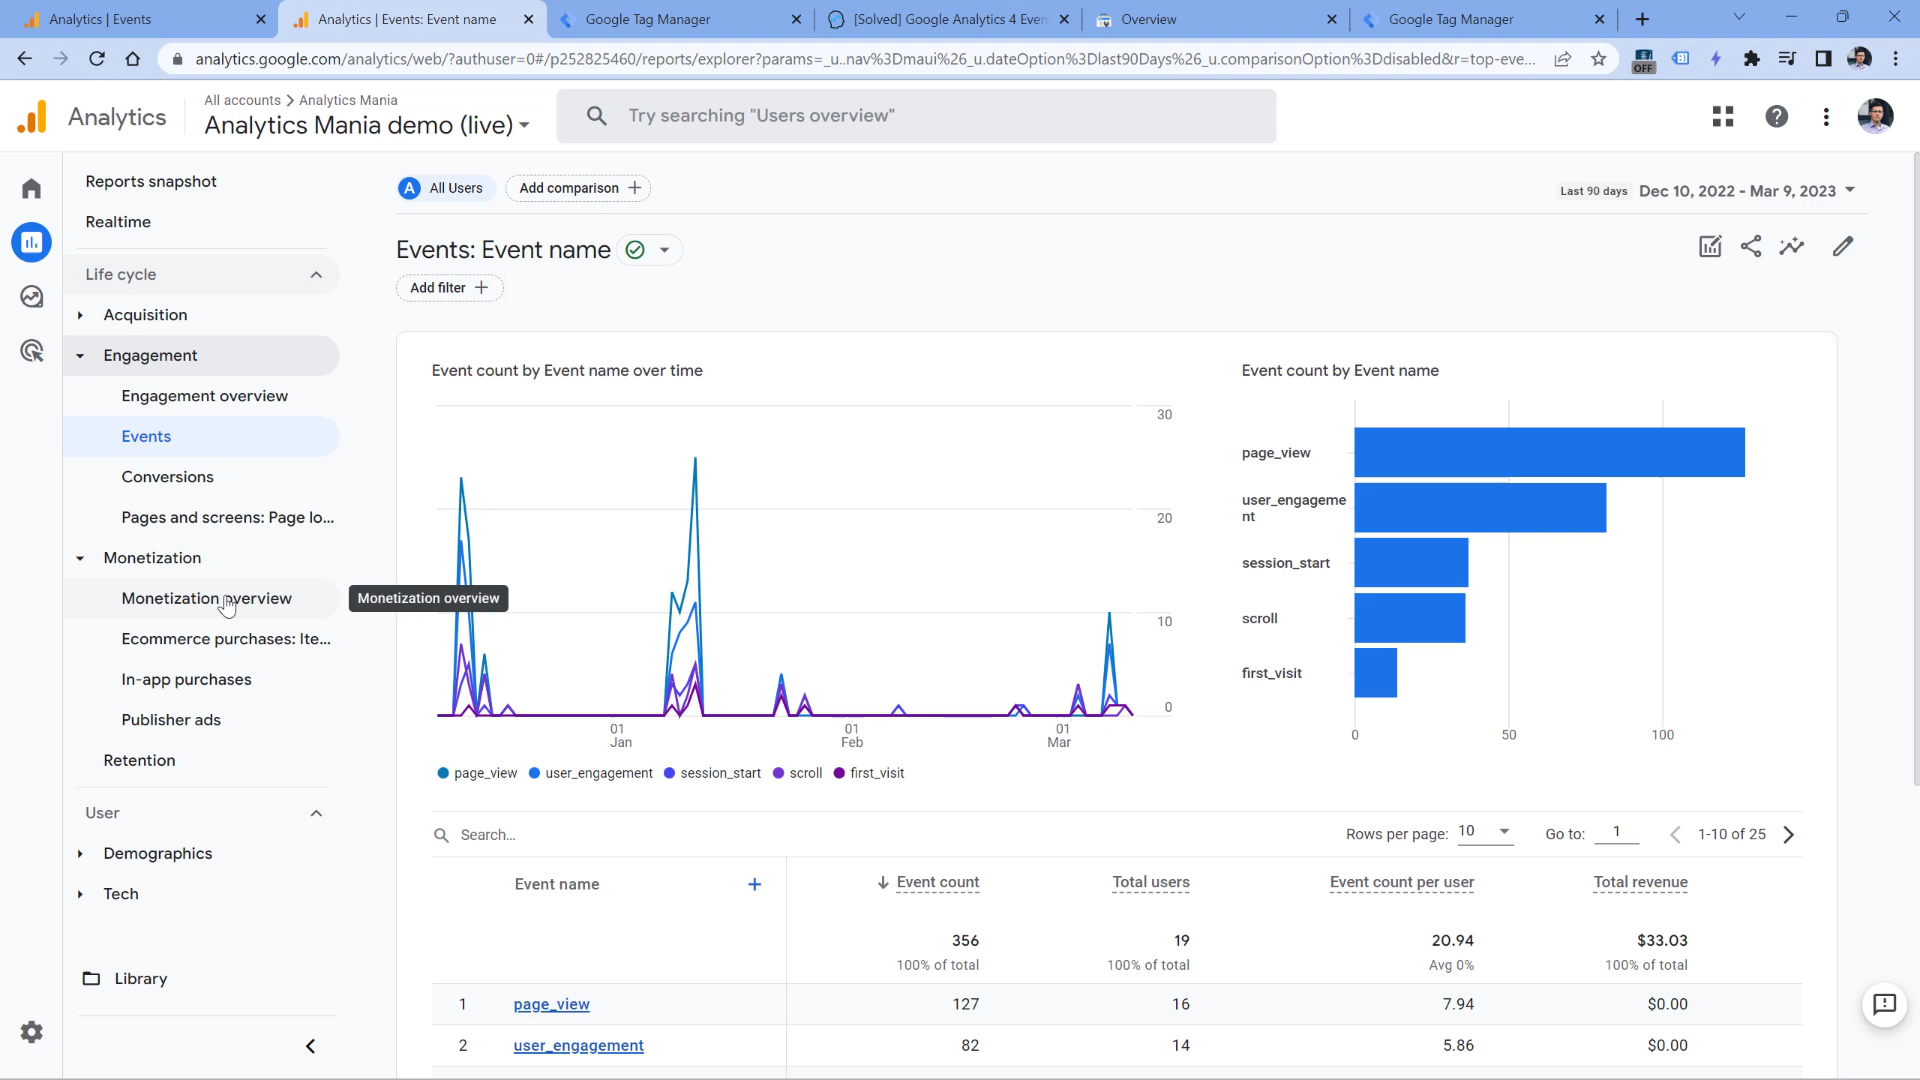 Analytics | Events
Analytics | Events: Event name
Google Tag Manager
[Solved] Google Analytics 4 Even
Overview
Google Tag Manager
analytics.google.com/analytics/web/?authuser=0#/p252825460/reports/explorer?params=_u..nav%3Dmaui%26_u.dateOption%3Dlast90Days%26_u.comparisonOption%3Ddisabled&r=top-eve...
OFF
Analytics
All accounts > Analytics Mania
Analytics Mania demo (live)
Try searching "Users overview"
Reports snapshot
Realtime
Life cycle
Acquisition
Engagement
Engagement overview
Events
Conversions
Pages and screens: Page lo...
Monetization
Monetization overview
Monetization overview
Ecommerce purchases: Ite...
In-app purchases
Publisher ads
Retention
User
Demographics
Tech
Library
A All Users
Add comparison +
Last 90 days Dec 10, 2022 - Mar 9, 2023
Events: Event name
Add filter +
Event count by Event name over time
30
20
10
0
01
Jan
01
Feb
01
Mar
page_view user_engagement session_start scroll first_visit
Event count by Event name
page_view
user_engageme
nt
session_start
scroll
first_visit
0 50 100
Search...
Rows per page: 10
Go to: 1
1-10 of 25
Event name + Event count Total users Event count per user Total revenue
356 19 20.94 $33.03
100% of total 100% of total Avg 0% 100% of total
1 page_view 127 16 7.94 $0.00
2 user_engagement 82 14 5.86 $0.00